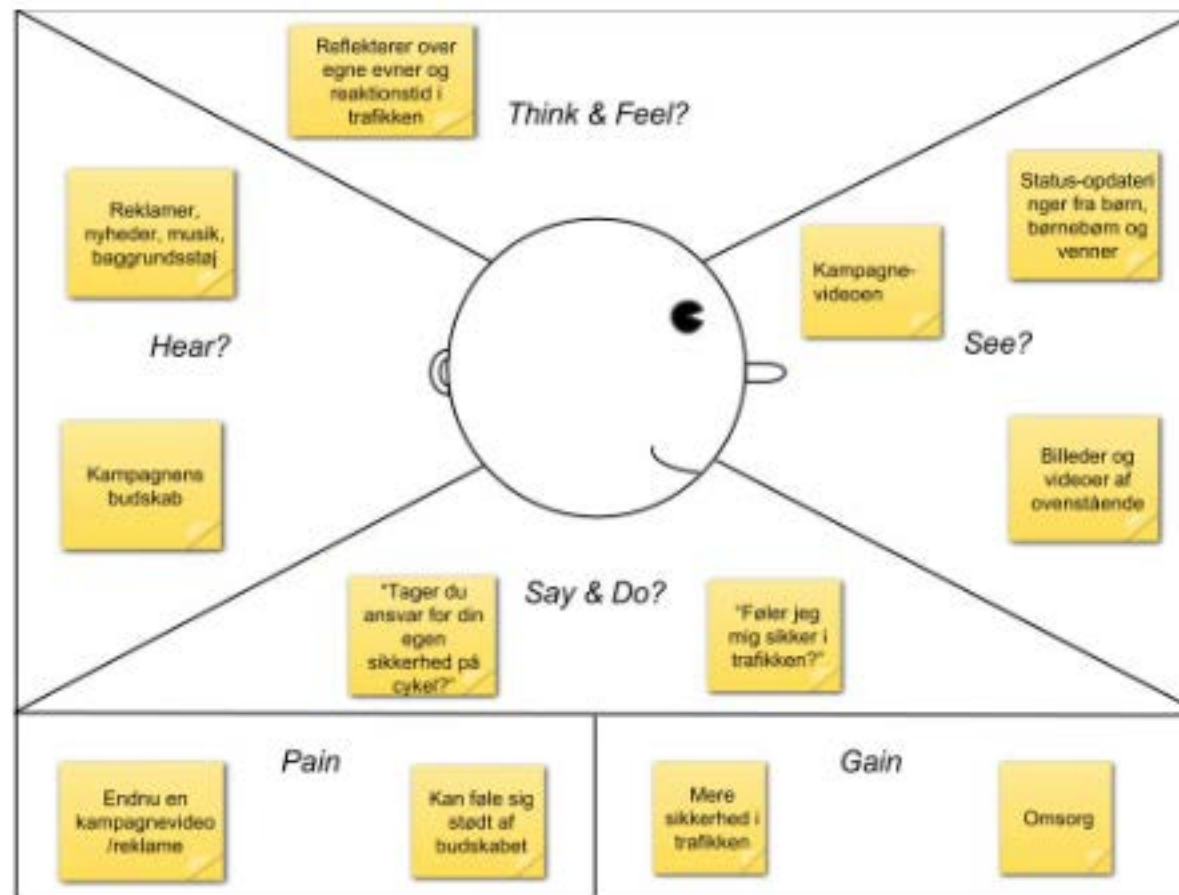 Reflekterer over
egne evner og
reaktionstid i
trafikken
Think & Feel?
Reklamer,
nyheder, musik,
baggrundsstøj
Hear?
Kampagnens
budskab
Kampagne-
videoen
Status-opdateri
nger fra børn,
børnebørn og
venner
See?
Billeder og
videoer af
ovenstående
Say & Do?
"Tager du
ansvar for din
egen
sikkerhed på
cykel?"
"Føler jeg
mig sikker i
trafikken?"
Pain
Endnu en
kampagnevideo
/reklame
Kan føle sig
stødt af
budskabet
Gain
Mere
sikkerhed i
trafikken
Omsorg